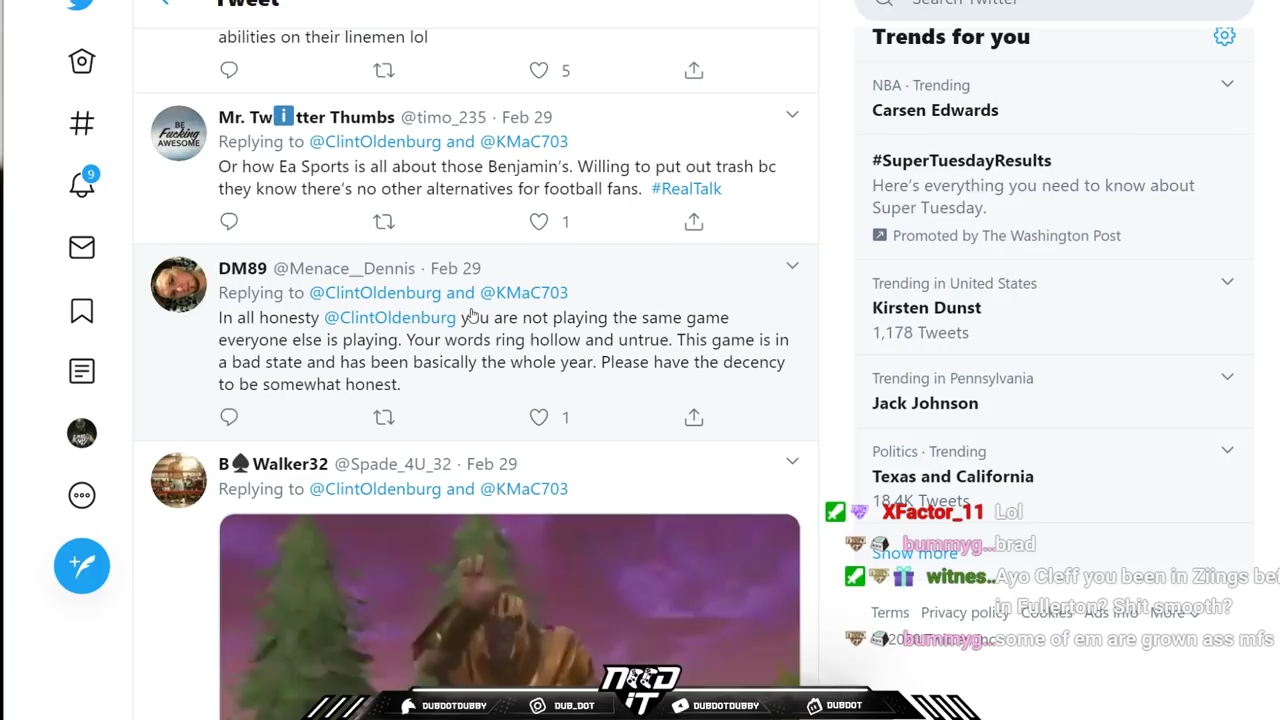 Tweet
Search Twitter
abilities on their linemen lol
5
Mr. Tw ℹ tter Thumbs @timo_235 · Feb 29
BE Fucking AWESOME
Replying to @ClintOldenburg and @KMaC703
Or how Ea Sports is all about those Benjamin's. Willing to put out trash bc
they know there's no other alternatives for football fans. #RealTalk
1
9
DM89 @Menace__Dennis · Feb 29
Replying to @ClintOldenburg and @KMaC703
In all honesty @ClintOldenburg you are not playing the same game
everyone else is playing. Your words ring hollow and untrue. This game is in
a bad state and has been basically the whole year. Please have the decency
to be somewhat honest.
1
B♠Walker32 @Spade_4U_32 · Feb 29
Replying to @ClintOldenburg and @KMaC703
Trends for you
NBA · Trending
Carsen Edwards
#SuperTuesdayResults
Here's everything you need to know about
Super Tuesday.
Promoted by The Washington Post
Trending in United States
Kirsten Dunst
1,178 Tweets
Trending in Pennsylvania
Jack Johnson
Politics · Trending
Texas and California
18.4K Tweets
Show more
Terms Privacy policy Cookies Ads info More
XFactor_11 Lol
bummyg... brad
witnes.. Ayo Cleff you been in Ziings
in Fullerton? Shit smooth?
bummyg... some of em are grown ass mfs
NEED iT
DUBDOTDUBBY DUB_DOT DUBDOTDUBBY DUBDOT